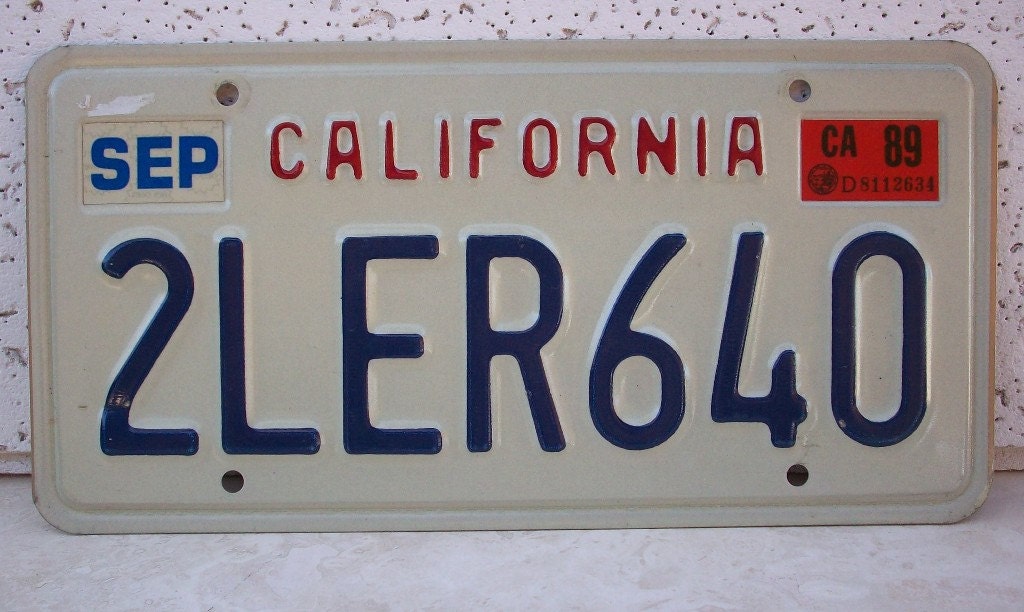 SEP
CALIFORNIA
CA 89
D8112634
2LER640